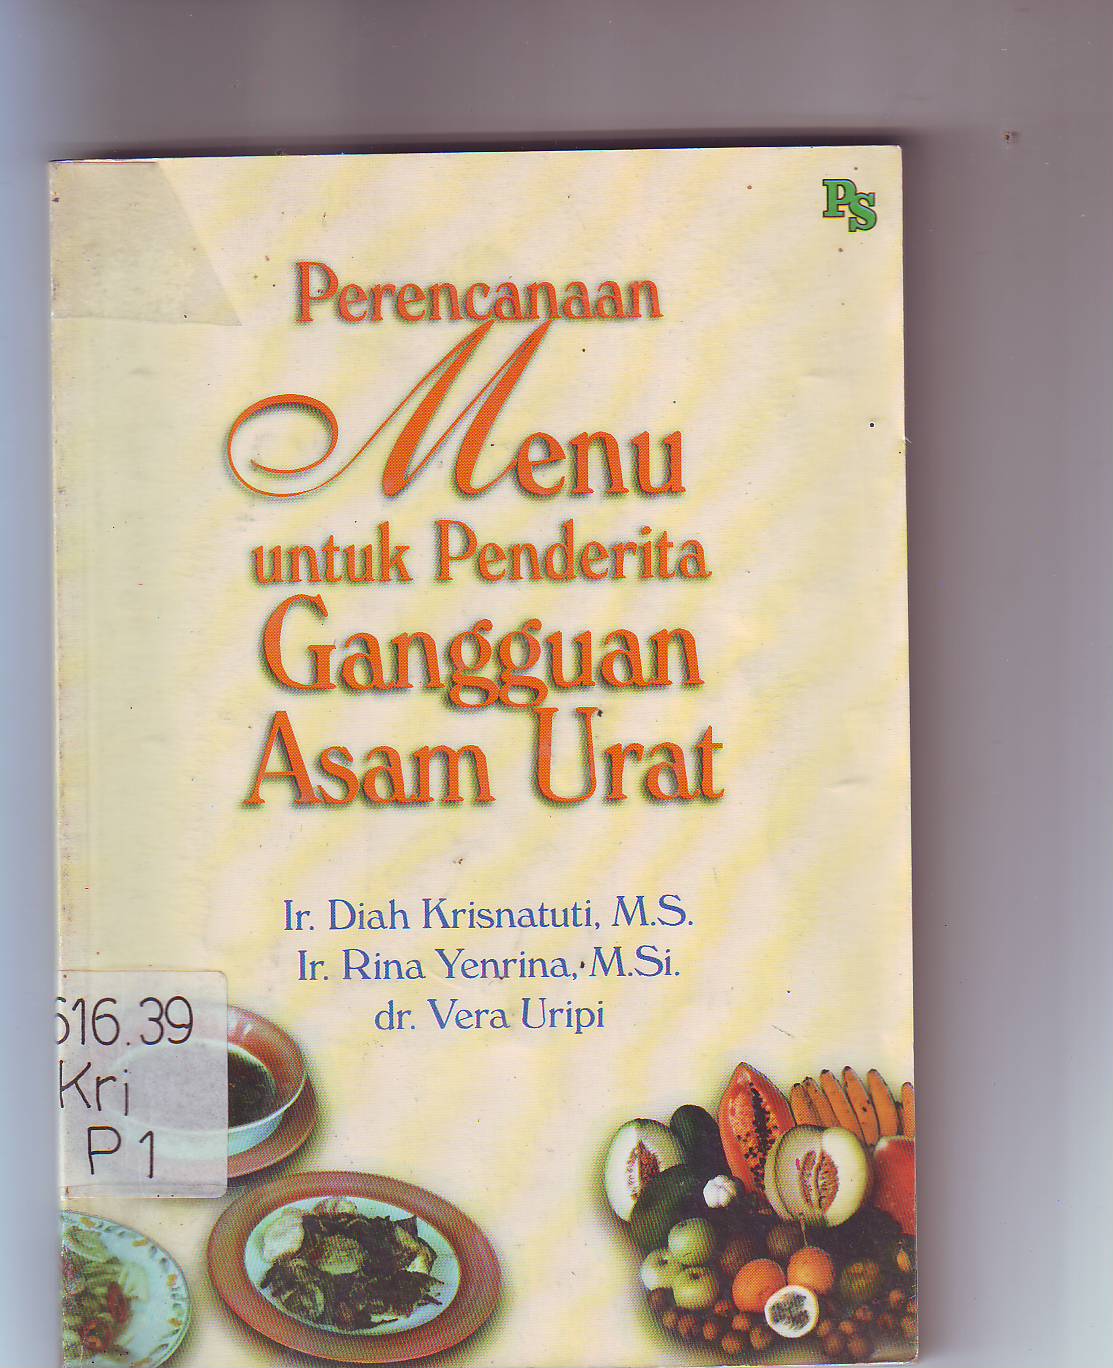 PS
Perencanaan
Menu
untuk Penderita
Gangguan
Asam Urat
Ir. Diah Krisnatuti, M.S.
Ir. Rina Yenrina, M.Si.
dr. Vera Uripi
616.39
Kri
P 1